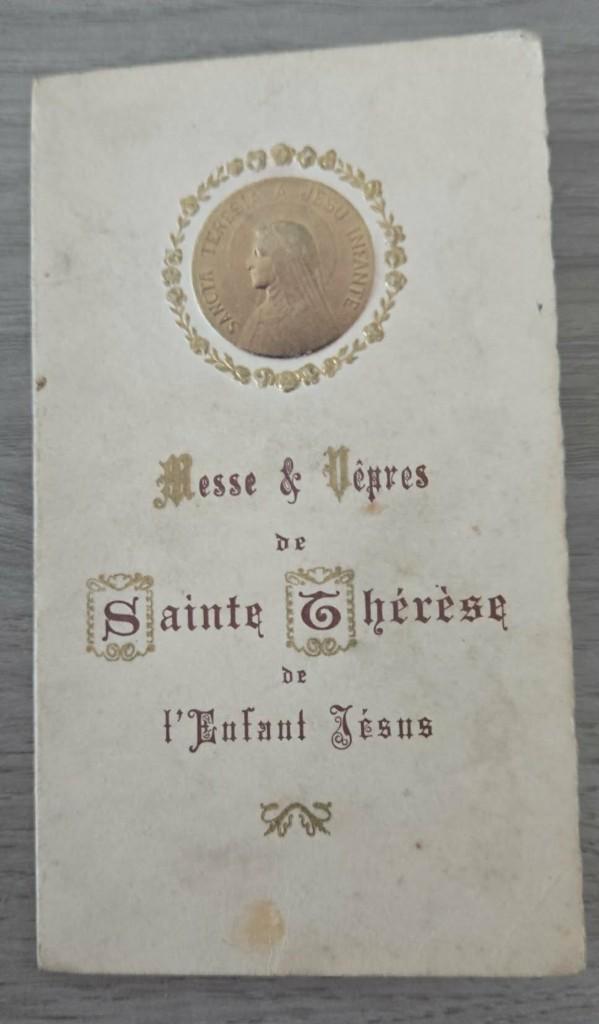 SANCTA TERESIA A JESU INFANTE
Messe & Vêpres
de
Sainte Thérèse
de
l'Enfant Jésus